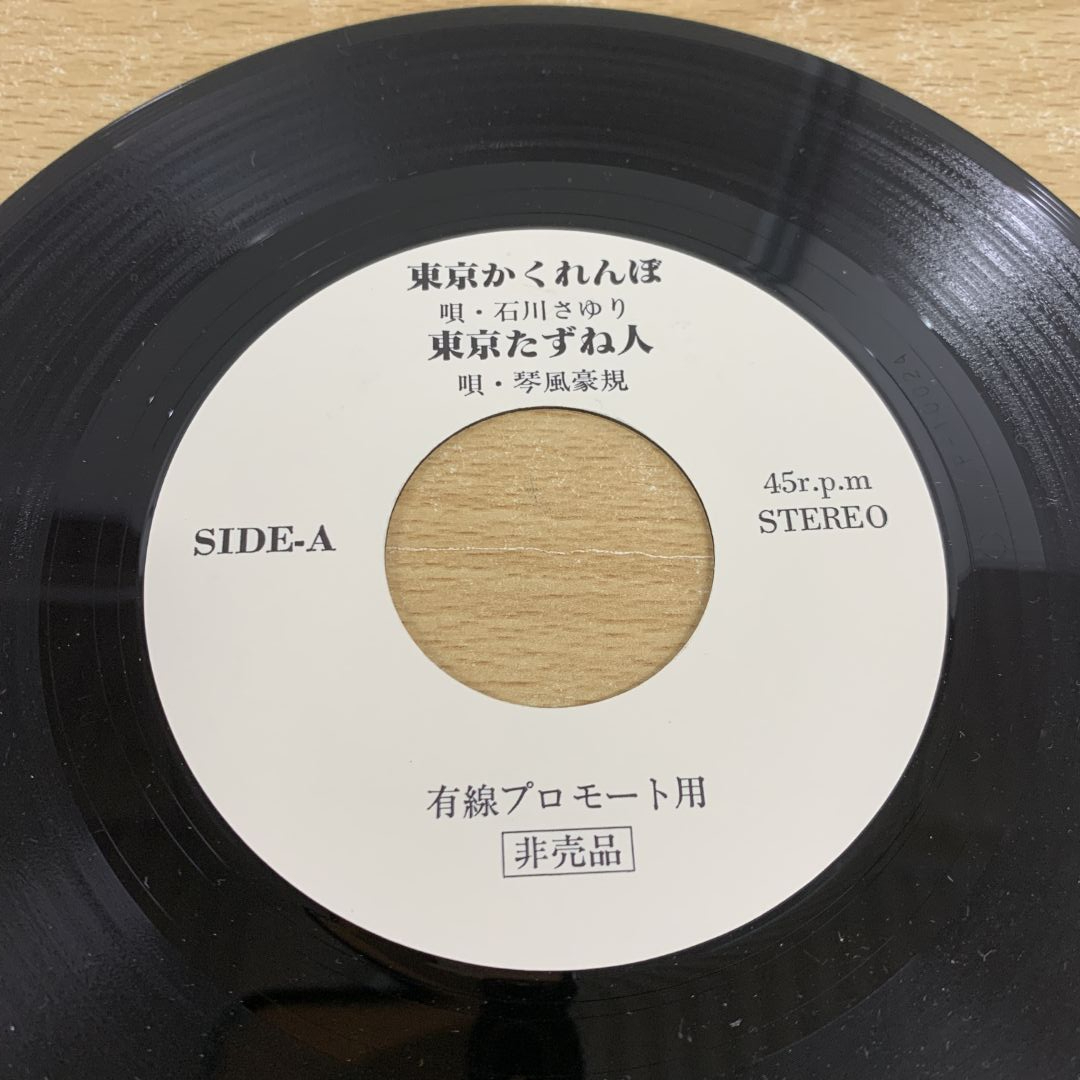 東京かくれんぼ
唄・石川さゆり
東京たずね人
唄・琴風豪規
SIDE-A
45r.p.m
STEREO
有線プロモート用
非売品